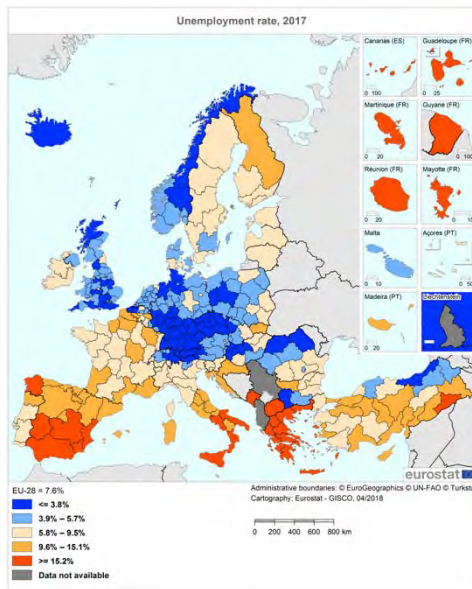 Unemployment rate, 2017
Canarias (ES)
0 100
Guadeloupe (FR)
0 25
Martinique (FR)
0 20
Guyane (FR)
0 100
Réunion (FR)
0 20
Mayotte (FR)
0 15
Malta
0 10
Açores (PT)
0 50
Madeira (PT)
0 20
Liechtenstein
eurostat
EU-28 = 7.6%
<= 3.8%
3.9% – 5.7%
5.8% – 9.5%
9.6% – 15.1%
>= 15.2%
Data not available
Administrative boundaries: © EuroGeographics © UN-FAO © Turksta
Cartography: Eurostat - GISCO, 04/2018
0 200 400 600 800 km